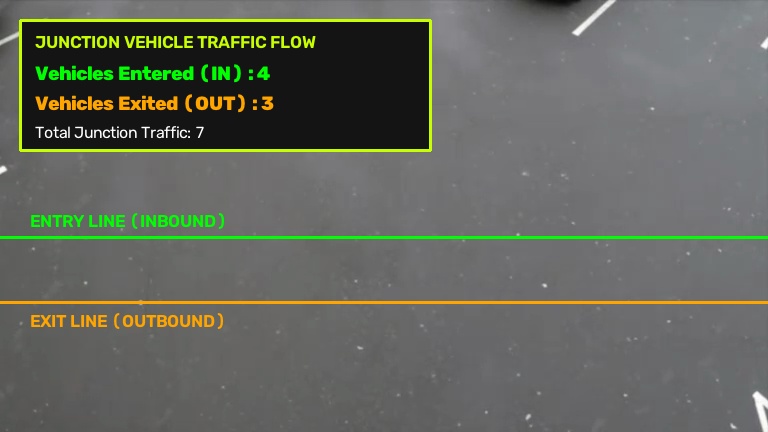 JUNCTION VEHICLE TRAFFIC FLOW
Vehicles Entered (IN) : 4
Vehicles Exited (OUT) : 3
Total Junction Traffic: 7
ENTRY LINE (INBOUND)
EXIT LINE (OUTBOUND)